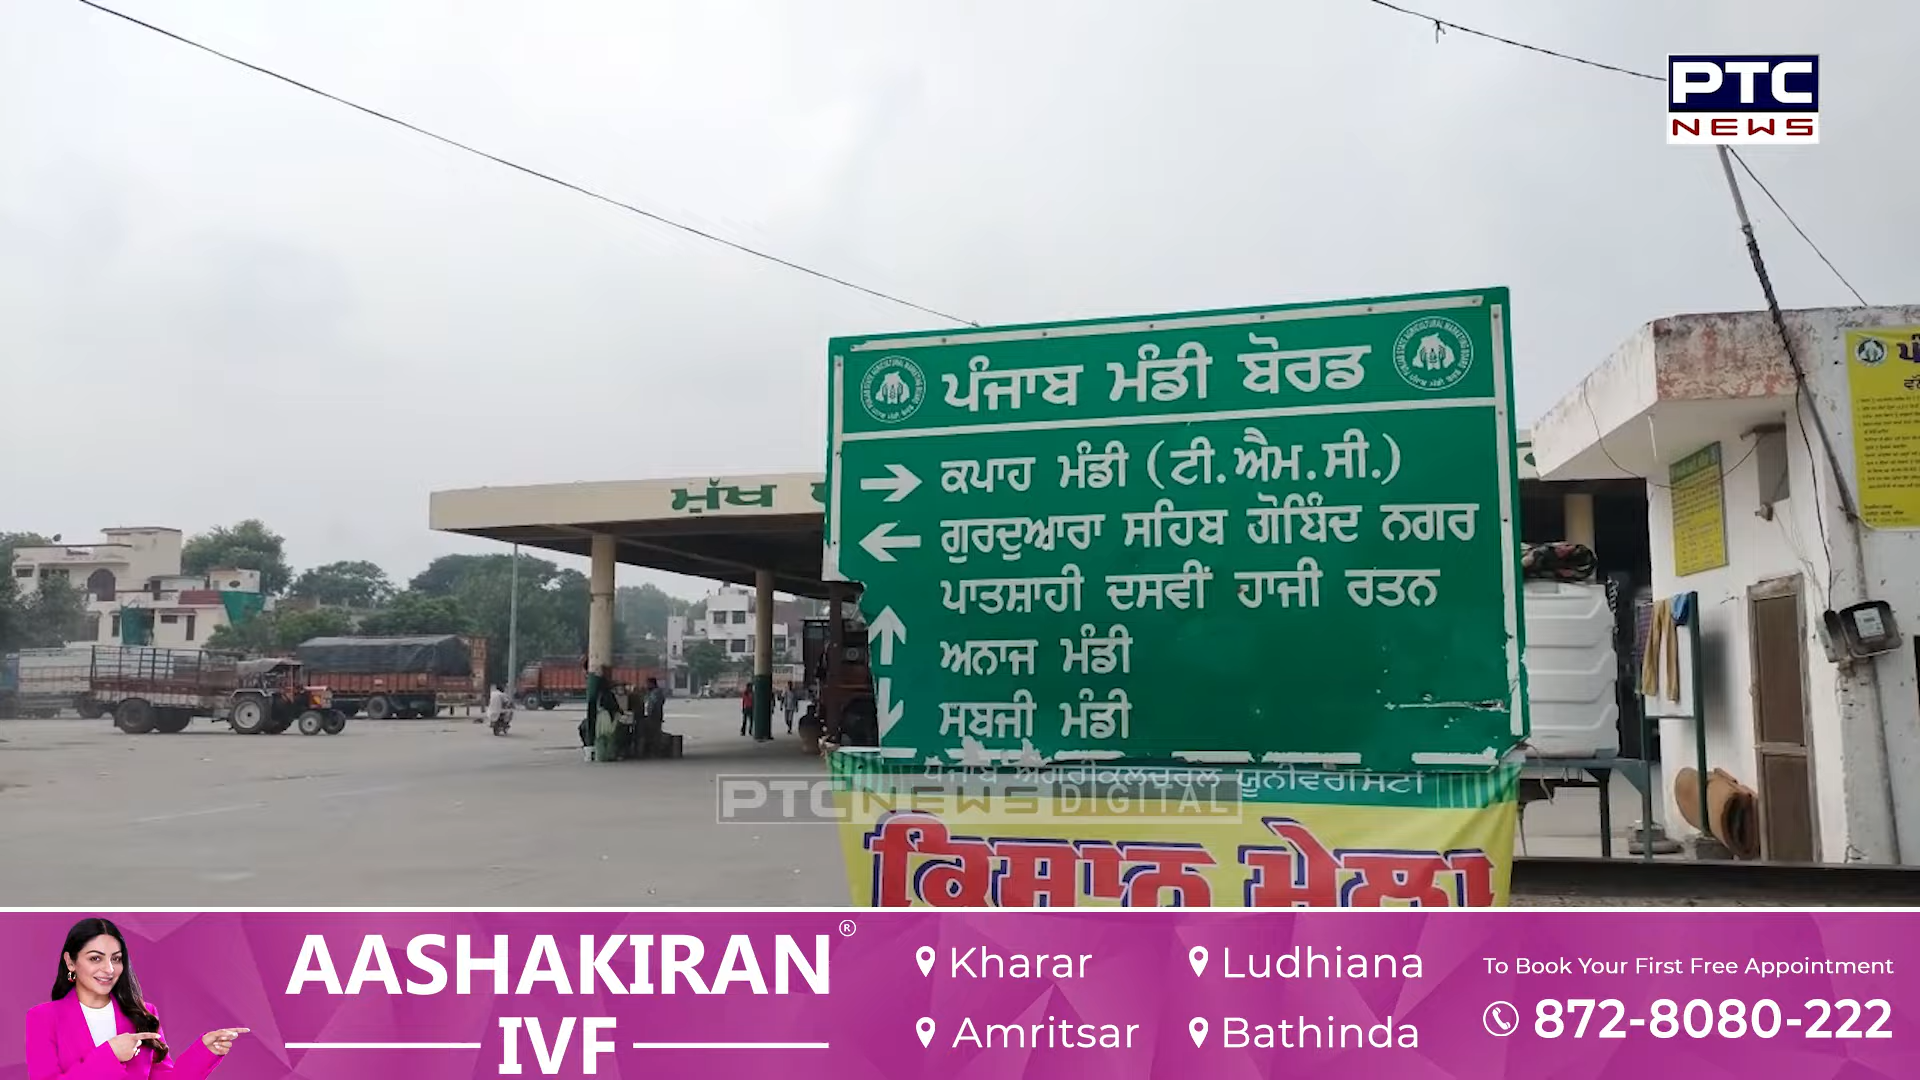 PTC
NEWS
ਪੰਜਾਬ ਮੰਡੀ ਬੋਰਡ
ਕਪਾਹ ਮੰਡੀ (ਟੀ.ਐਮ.ਸੀ.)
ਗੁਰਦੁਆਰਾ ਸਹਿਬ ਗੋਬਿੰਦ ਨਗਰ
ਪਾਤਸ਼ਾਹੀ ਦਸਵੀਂ ਹਾਜੀ ਰਤਨ
ਅਨਾਜ ਮੰਡੀ
ਸਬਜੀ ਮੰਡੀ
ਮੁੱਖ
ਪੰਜਾਬ ਐਗਰੀਕਲਚਰਲ ਯੂਨੀਵਰਸਿਟੀ
PTC NEWS DIGITAL
ਕਿਸਾਨ ਮੇਲਾ
AASHAKIRAN®
IVF
Kharar
Ludhiana
Amritsar
Bathinda
To Book Your First Free Appointment
872-8080-222